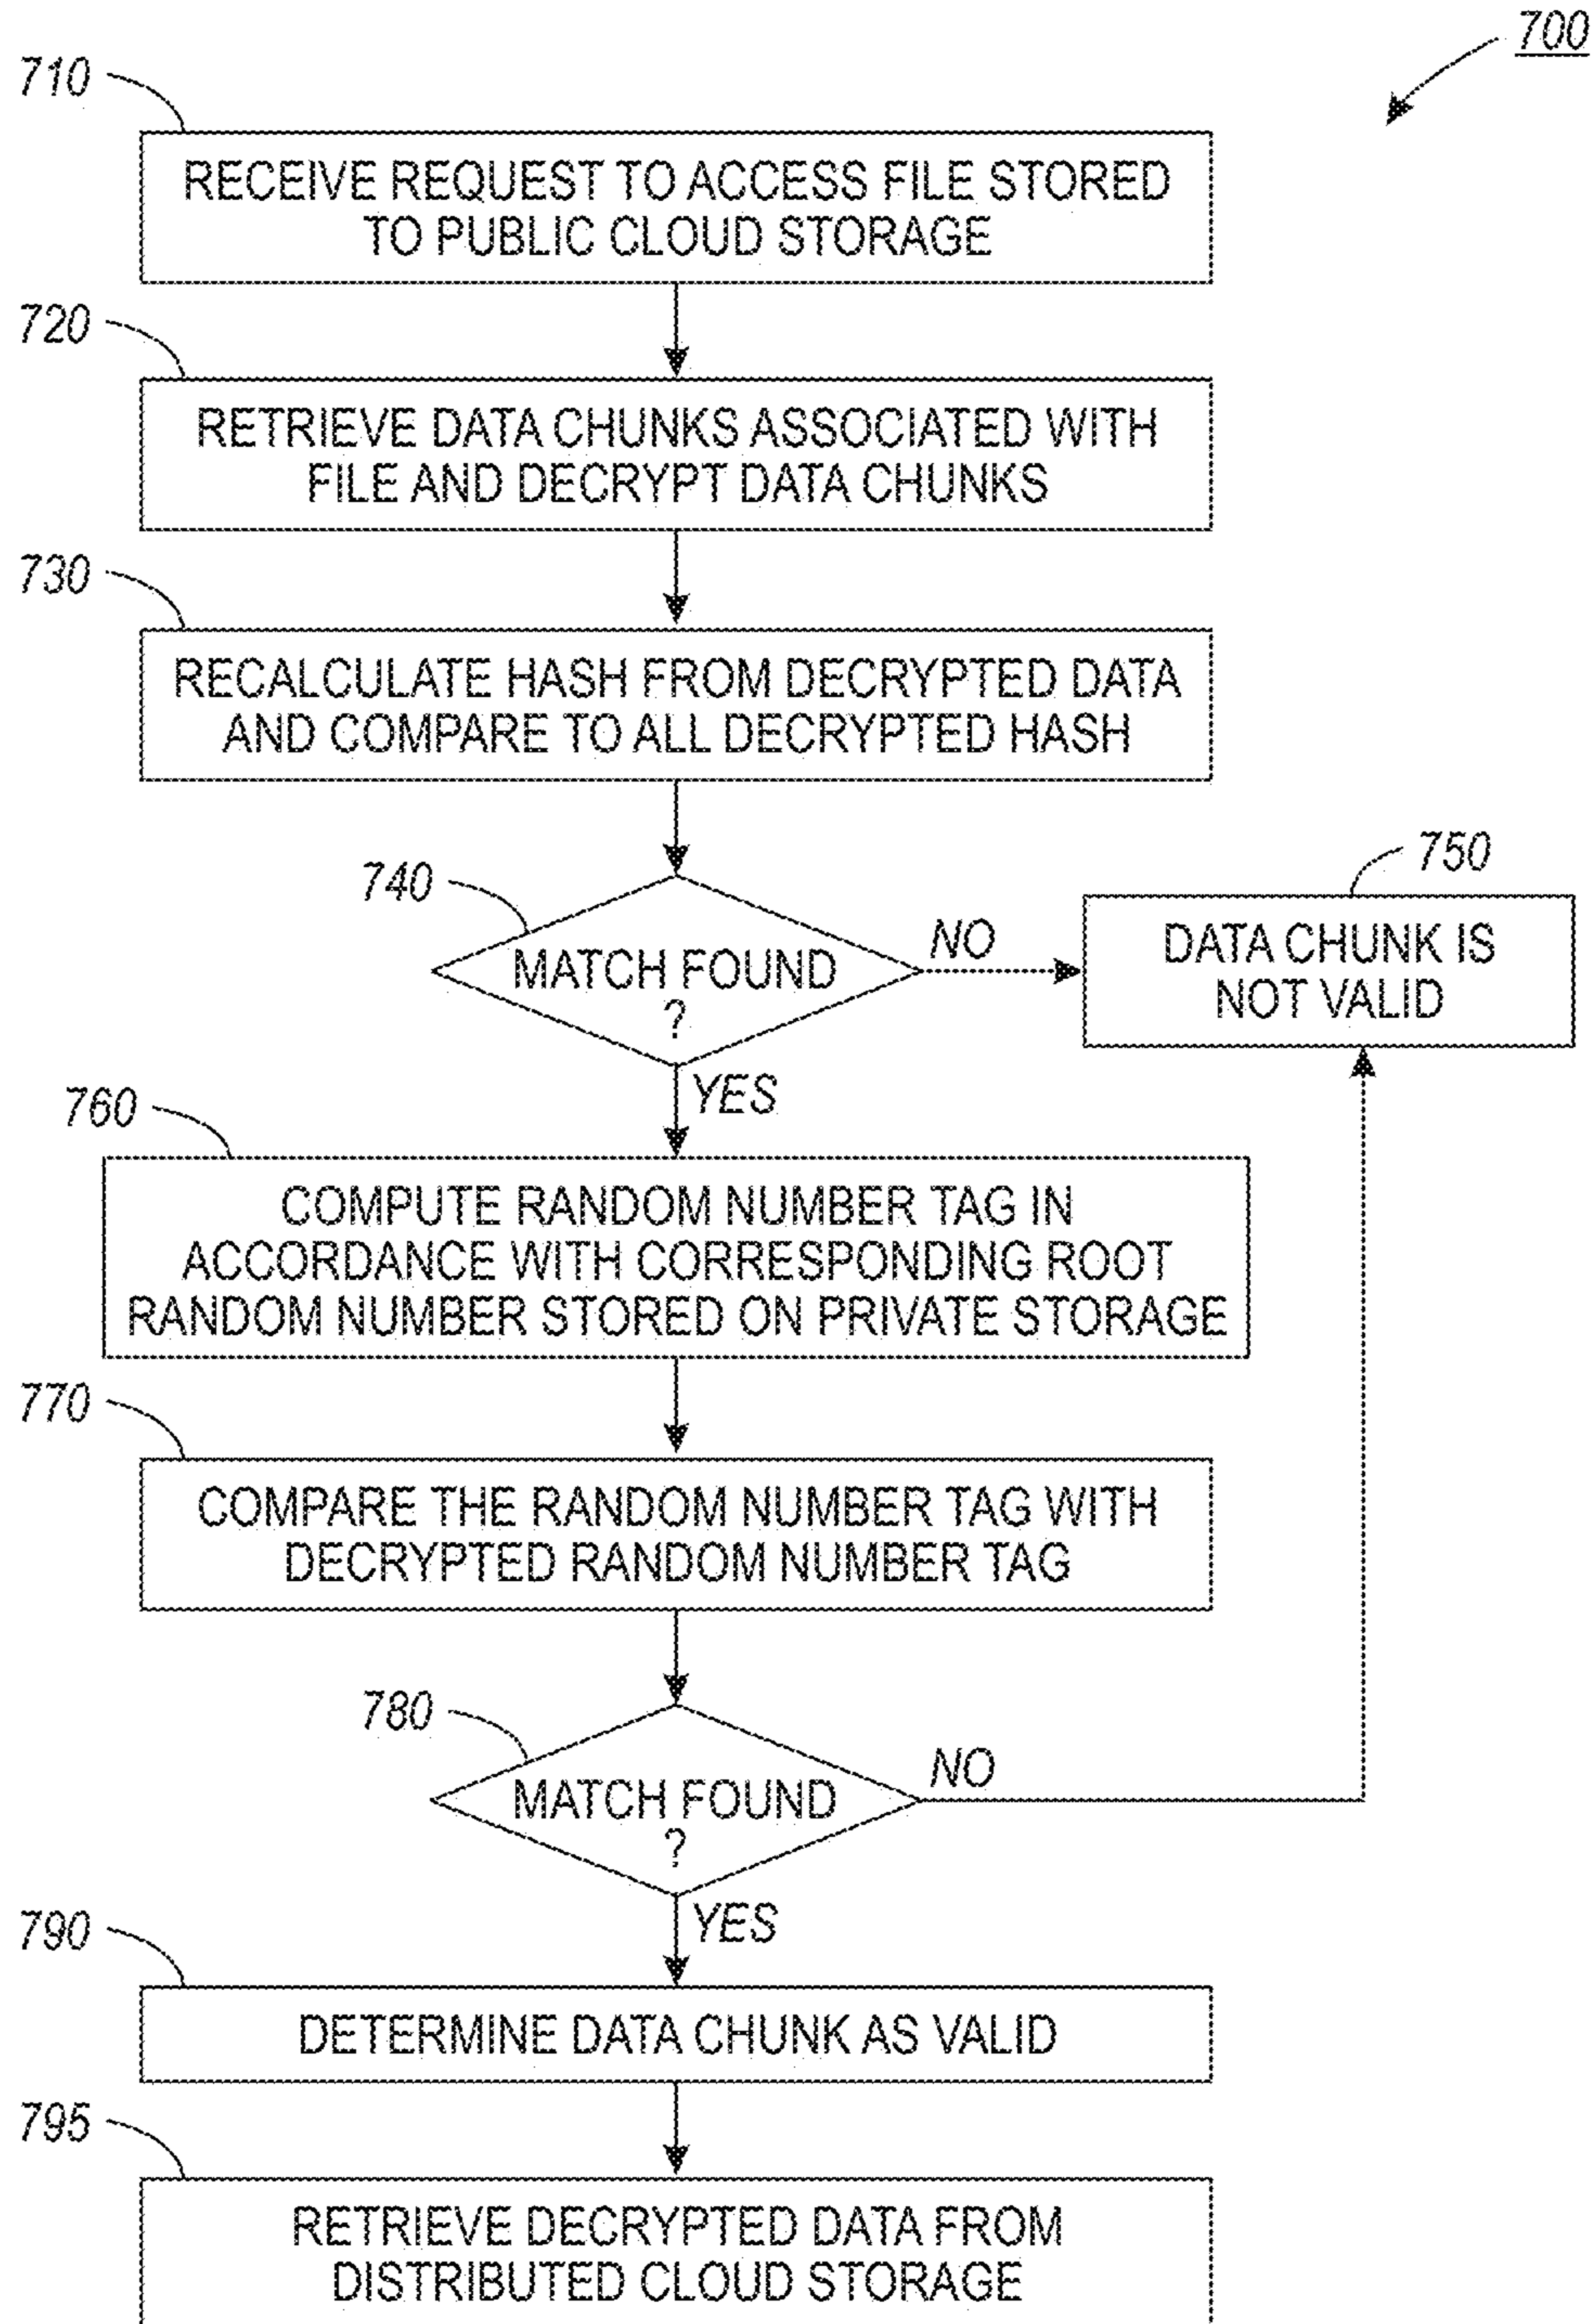 700
710
RECEIVE REQUEST TO ACCESS FILE STORED
TO PUBLIC CLOUD STORAGE
720
RETRIEVE DATA CHUNKS ASSOCIATED WITH
FILE AND DECRYPT DATA CHUNKS
730
RECALCULATE HASH FROM DECRYPTED DATA
AND COMPARE TO ALL DECRYPTED HASH
740
MATCH FOUND
?
NO
750
DATA CHUNK IS
NOT VALID
YES
760
COMPUTE RANDOM NUMBER TAG IN
ACCORDANCE WITH CORRESPONDING ROOT
RANDOM NUMBER STORED ON PRIVATE STORAGE
770
COMPARE THE RANDOM NUMBER TAG WITH
DECRYPTED RANDOM NUMBER TAG
780
MATCH FOUND
?
NO
YES
790
DETERMINE DATA CHUNK AS VALID
795
RETRIEVE DECRYPTED DATA FROM
DISTRIBUTED CLOUD STORAGE